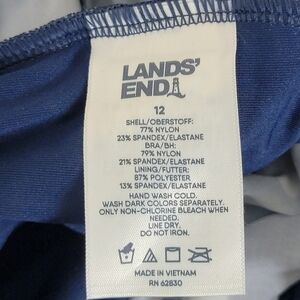 LANDS'
END
12
SHELL/OBERSTOFF:
77% NYLON
23% SPANDEX/ELASTANE
BRA/BH:
79% NYLON
21% SPANDEX/ELASTANE
LINING/FUTTER:
87% POLYESTER
13% SPANDEX/ELASTANE
HAND WASH COLD.
WASH DARK COLORS SEPARATELY.
ONLY NON-CHLORINE BLEACH WHEN
NEEDED.
LINE DRY.
DO NOT IRON.
MADE IN VIETNAM
RN 62830